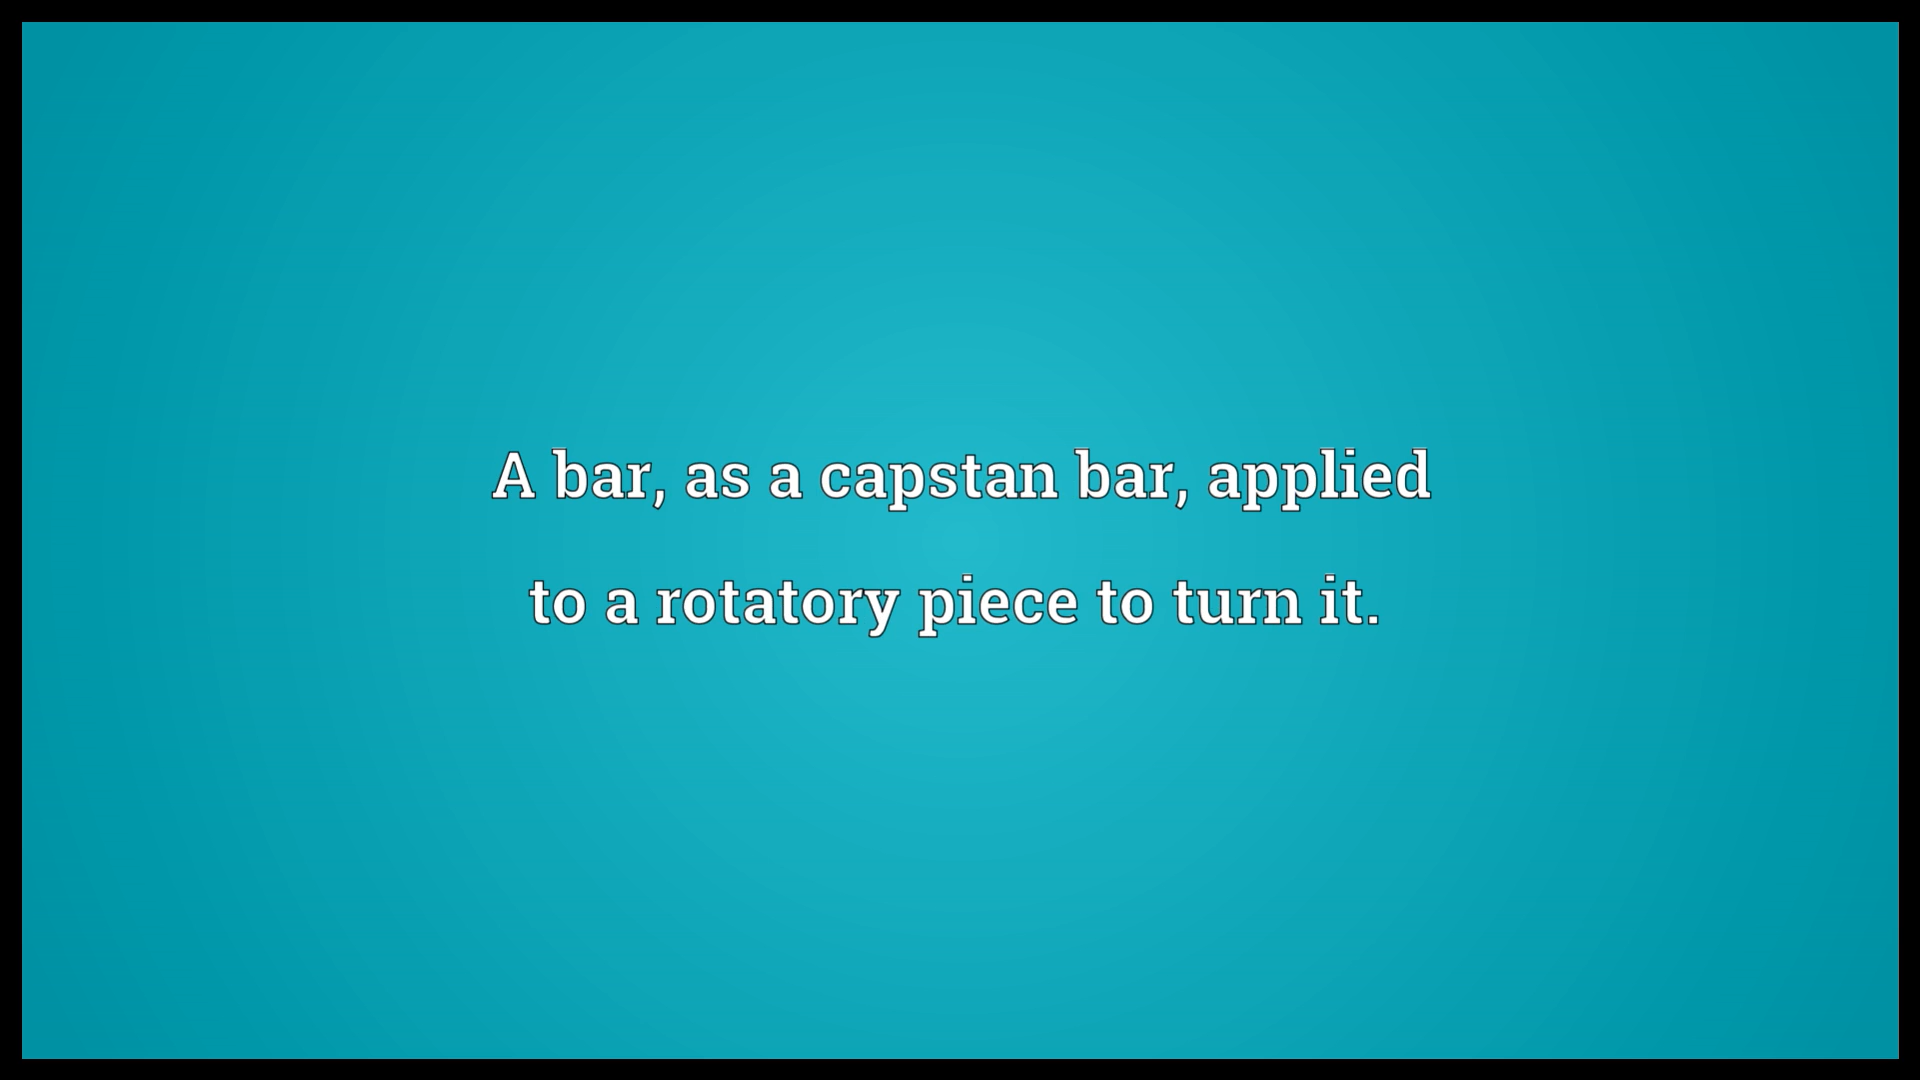 A bar, as a capstan bar, applied
to a rotatory piece to turn it.